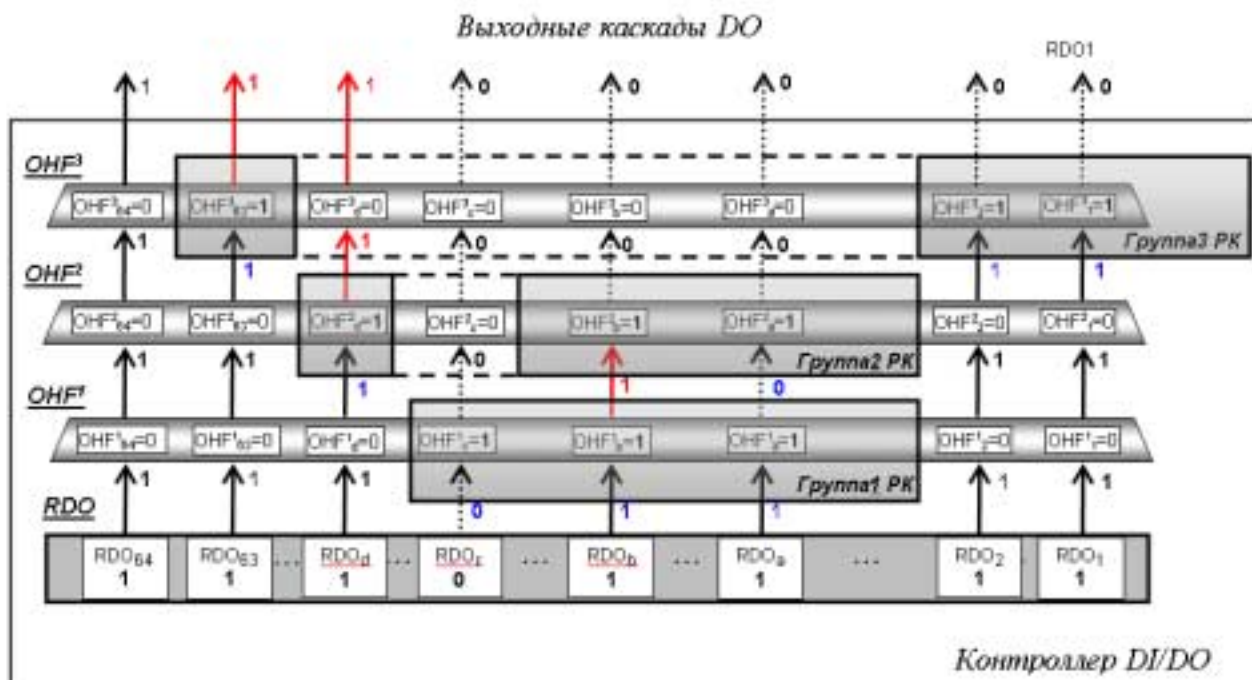 Выходные каскады DO
RDO1
1 1 1 0 0 0 0 0
OHF³
OHF³₆₄=0 OHF³₆₃=1 OHF³d=0 OHF³c=0 OHF³b=0 OHF³a=0 OHF³₂=1 OHF³₁=1
Группа3 РК
1 1 1 0 0 0 1 1
OHF²
OHF²₆₄=0 OHF²₆₃=0 OHF²d=1 OHF²c=0 OHF²b=1 OHF²a=1 OHF²₂=0 OHF²₁=0
Группа2 РК
1 1 1 0 1 0 1 1
OHF¹
OHF¹₆₄=0 OHF¹₆₃=0 OHF¹d=0 OHF¹c=1 OHF¹b=1 OHF¹a=1 OHF¹₂=0 OHF¹₁=0
Группа1 РК
1 1 1 0 1 1 1 1
RDO
RDO₆₄ RDO₆₃ ... RDOd ... RDOc ... RDOb ... RDOa ... RDO₂ RDO₁
1 1 1 0 1 1 1 1
Контроллер DI/DO